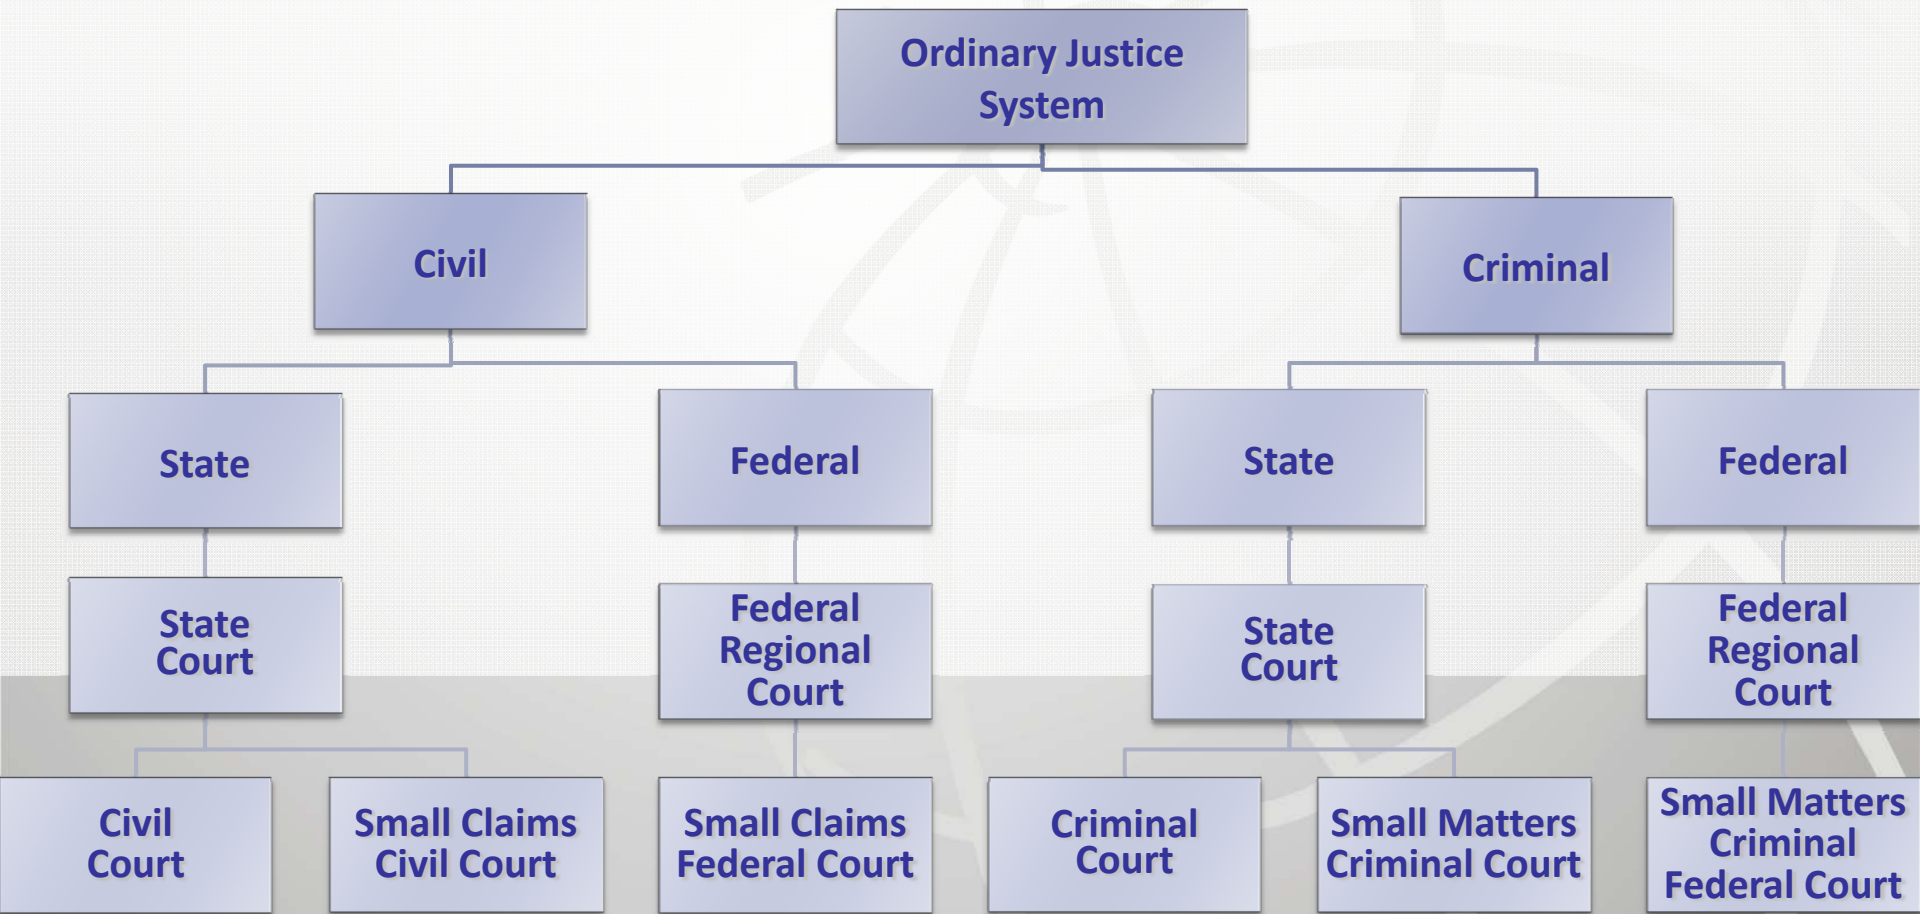 Ordinary Justice
System
Civil
Criminal
State
Federal
State
Federal
State
Court
Federal
Regional
Court
State
Court
Federal
Regional
Court
Civil
Court
Small Claims
Civil Court
Small Claims
Federal Court
Criminal
Court
Small Matters
Criminal Court
Small Matters
Criminal
Federal Court